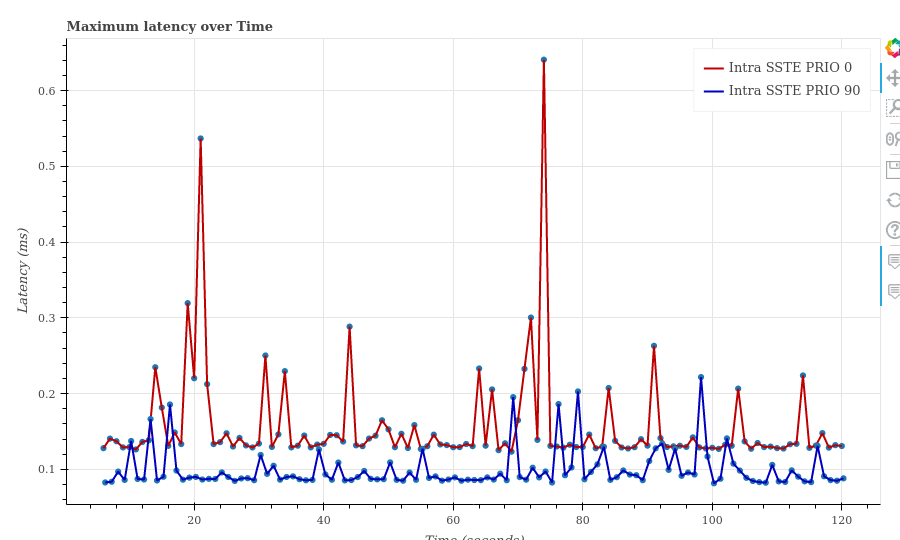 Maximum latency over Time
Intra SSTE PRIO 0
Intra SSTE PRIO 90
Latency (ms)
0.6
0.5
0.4
0.3
0.2
0.1
20 40 60 80 100 120
Time (seconds)